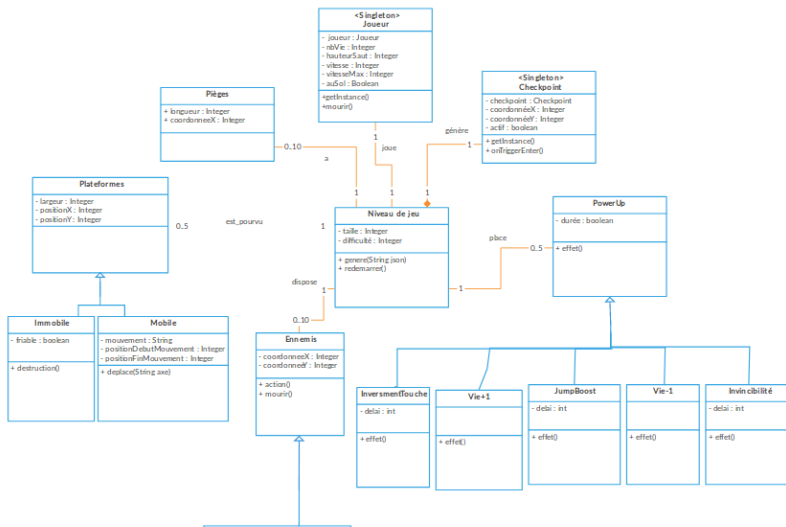 <Singleton>
Joueur
- joueur : Joueur
- nbVie : Integer
- hauteurSaut : Integer
- vitesse : Integer
- vitesseMax : Integer
- auSol : Boolean
+getInstance()
+mourir()
<Singleton>
Checkpoint
- checkpoint : Checkpoint
- coordonnéeX : Integer
- coordonnéeY : Integer
- actif : boolean
+ getInstance()
+ onTriggerEnter()
Pièges
+ longueur : Integer
+ coordonneeX : Integer
0.10
a
1
1
joue
1
génère
1
1
Plateformes
- largeur : Integer
- positionX : Integer
- positionY : Integer
0.5
est_pourvu
1
Niveau de jeu
- taille : Integer
- difficulté : Integer
+ genere(String json)
+ redemarrer()
place
1
0.5
PowerUp
- durée : boolean
+ effet()
dispose
1
0.10
Immobile
- friable : boolean
+ destruction()
Mobile
- mouvement : String
- positionDebutMouvement : Integer
- positionFinMouvement : Integer
+ deplace(String axe)
Ennemis
- coordonneeX : Integer
- coordonneeY : Integer
+ action()
+ mourir()
InversmentTouche
- delai : int
+ effet()
Vie+1
+ effet()
JumpBoost
- delai : int
+ effet()
Vie-1
+ effet()
Invincibilité
- delai : int
+ effet()